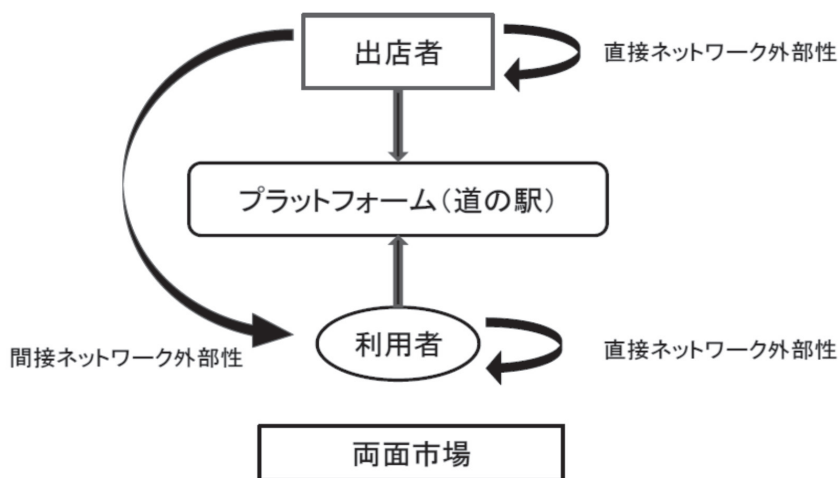 出店者
直接ネットワーク外部性
プラットフォーム(道の駅)
利用者
間接ネットワーク外部性
直接ネットワーク外部性
両面市場